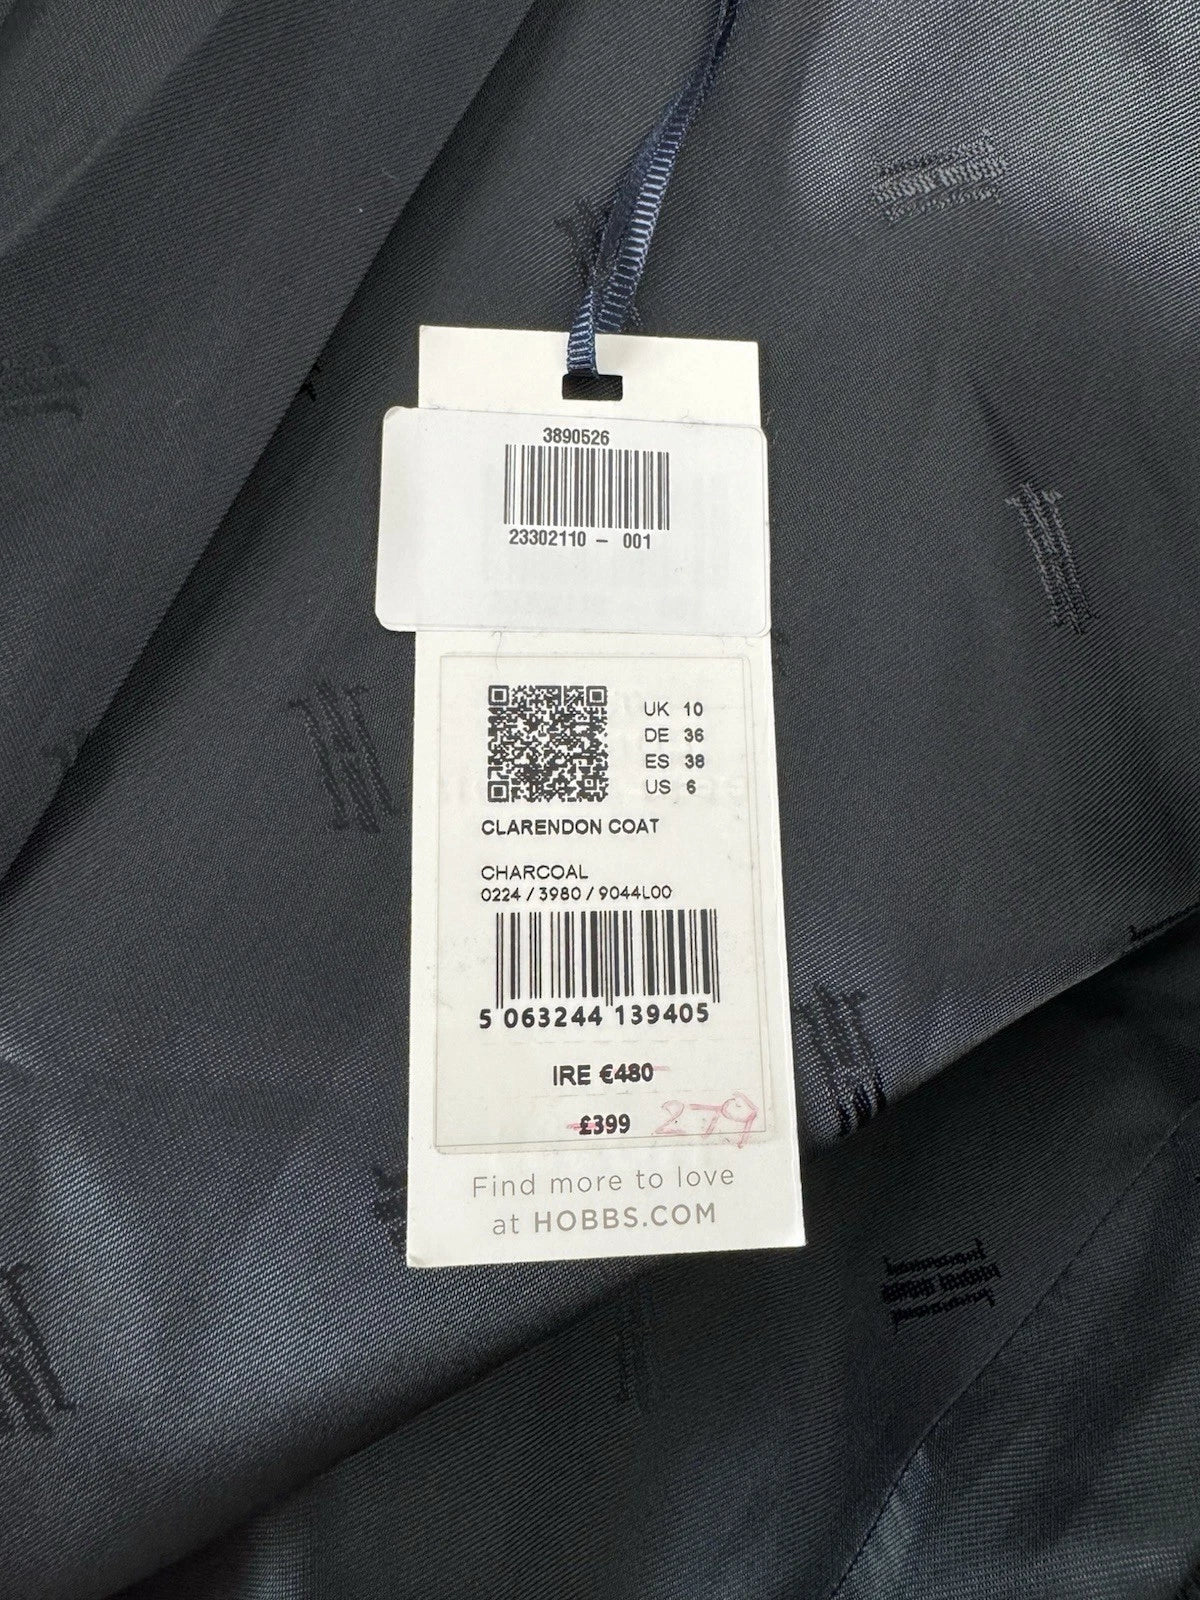 3890526
23302110 - 001
UK 10
DE 36
ES 38
US 6
CLARENDON COAT
CHARCOAL
0224 / 3980 / 9044L00
5 063244 139405
IRE €480
£399 279
Find more to love
at HOBBS.COM